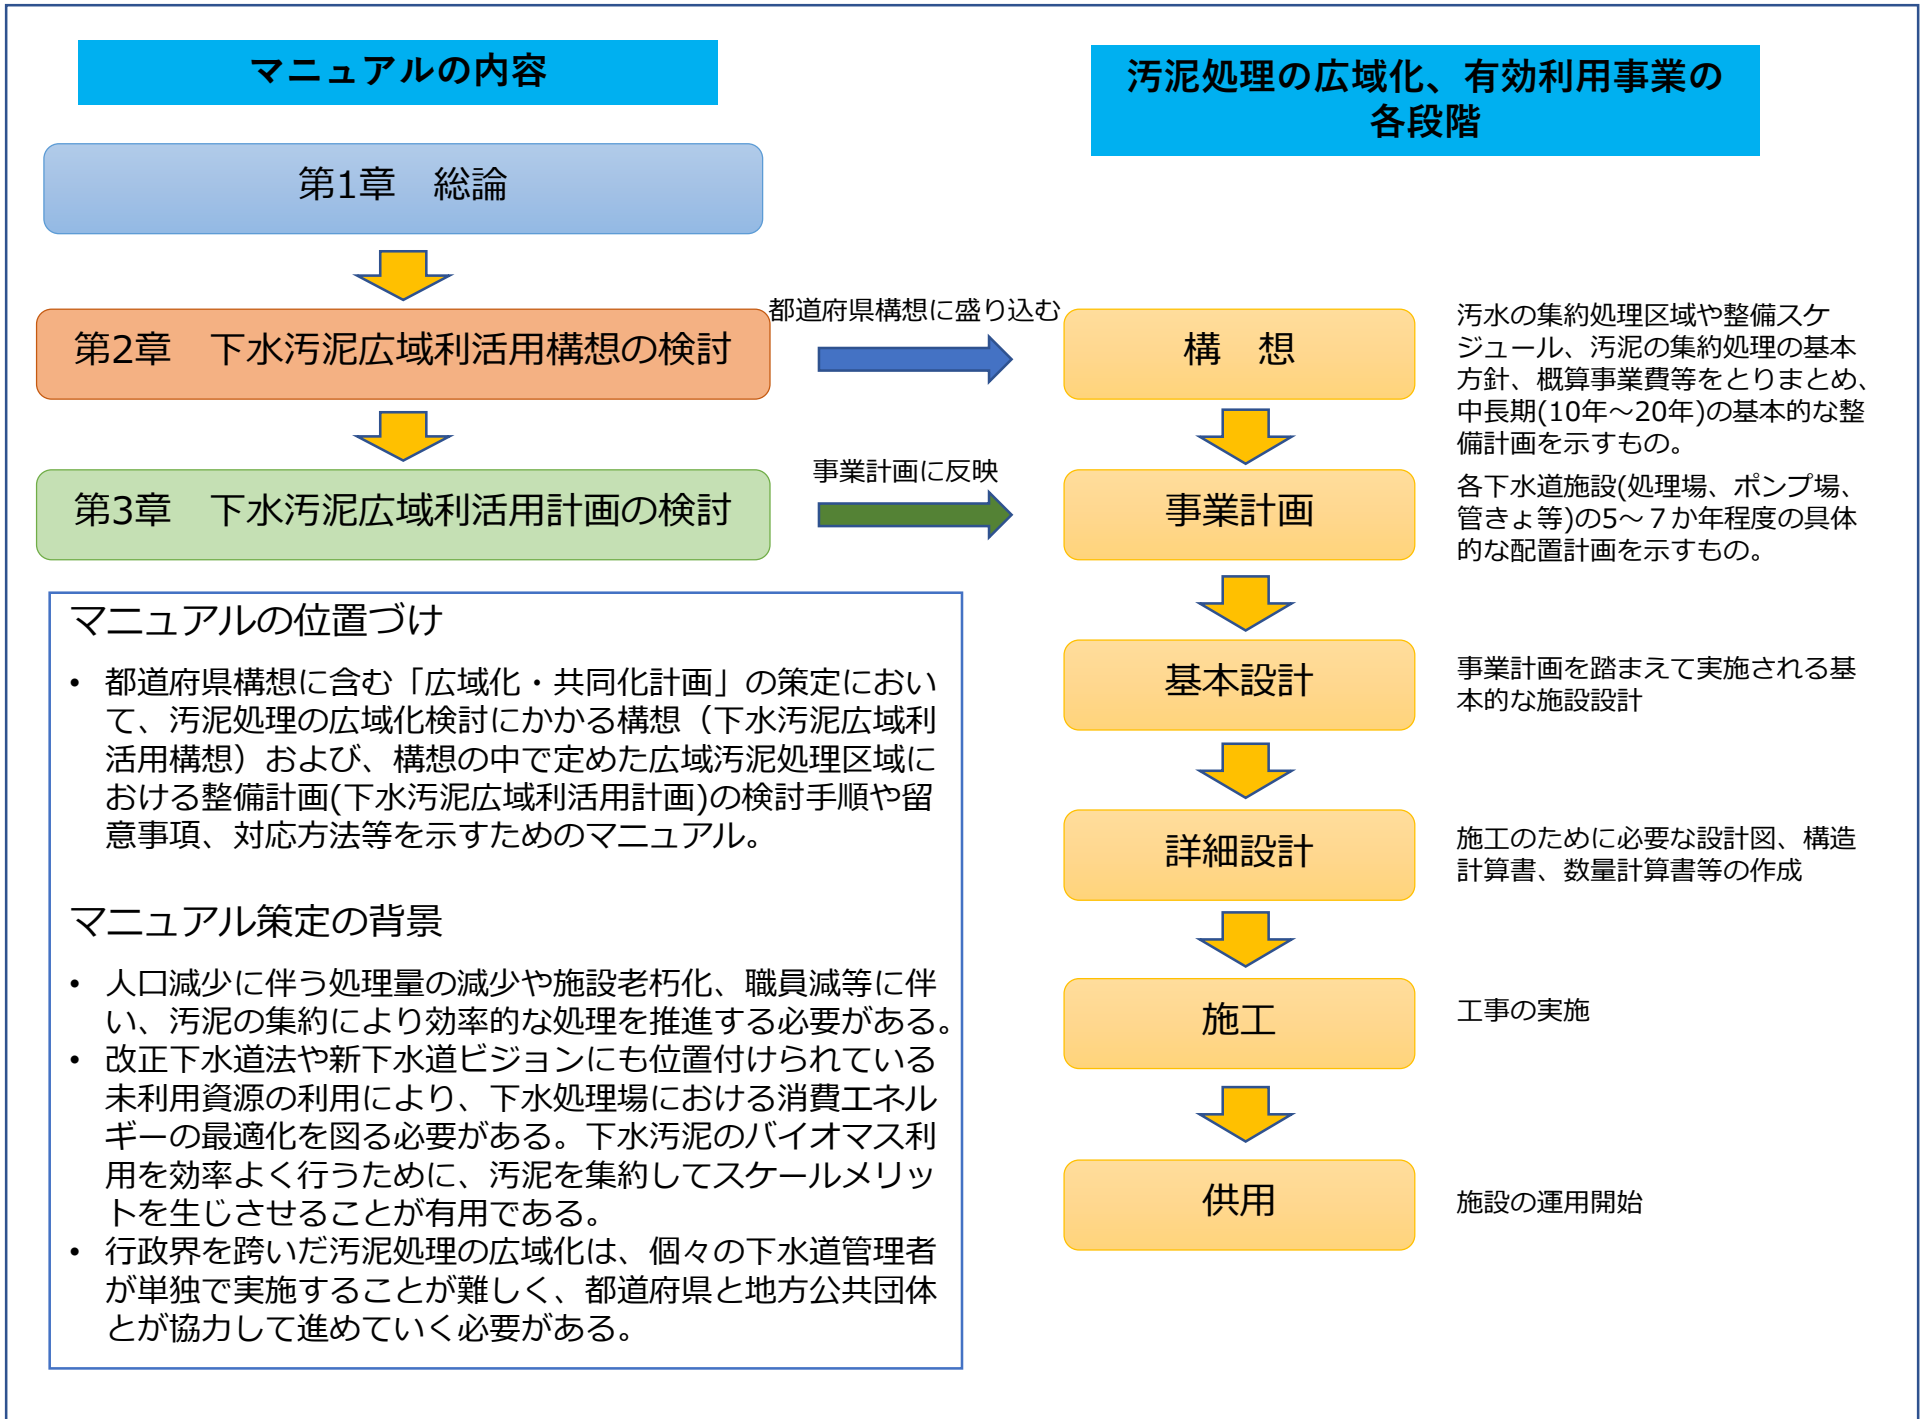 マニュアルの内容
第1章　総論
第2章　下水汚泥広域利活用構想の検討
第3章　下水汚泥広域利活用計画の検討
都道府県構想に盛り込む
事業計画に反映
マニュアルの位置づけ
• 都道府県構想に含む「広域化・共同化計画」の策定におい
て、汚泥処理の広域化検討にかかる構想（下水汚泥広域利
活用構想）および、構想の中で定めた広域汚泥処理区域に
おける整備計画(下水汚泥広域利活用計画)の検討手順や留
意事項、対応方法等を示すためのマニュアル。
マニュアル策定の背景
• 人口減少に伴う処理量の減少や施設老朽化、職員減等に伴
い、汚泥の集約により効率的な処理を推進する必要がある。
• 改正下水道法や新下水道ビジョンにも位置付けられている
未利用資源の利用により、下水処理場における消費エネル
ギーの最適化を図る必要がある。下水汚泥のバイオマス利
用を効率よく行うために、汚泥を集約してスケールメリッ
トを生じさせることが有用である。
• 行政界を跨いだ汚泥処理の広域化は、個々の下水道管理者
が単独で実施することが難しく、都道府県と地方公共団体
とが協力して進めていく必要がある。
汚泥処理の広域化、有効利用事業の
各段階
構　想
汚水の集約処理区域や整備スケ
ジュール、汚泥の集約処理の基本
方針、概算事業費等をとりまとめ、
中長期(10年～20年)の基本的な整
備計画を示すもの。
事業計画
各下水道施設(処理場、ポンプ場、
管きょ等)の5～７か年程度の具体
的な配置計画を示すもの。
基本設計
事業計画を踏まえて実施される基
本的な施設設計
詳細設計
施工のために必要な設計図、構造
計算書、数量計算書等の作成
施工
工事の実施
供用
施設の運用開始